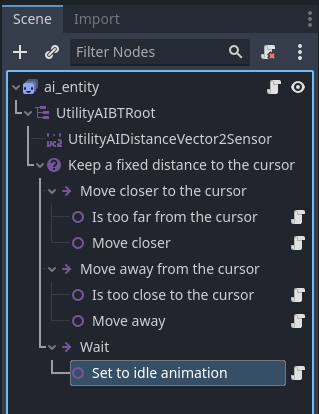 Scene Import
Filter Nodes
ai_entity
UtilityAIBTRoot
UtilityAIDistanceVector2Sensor
Keep a fixed distance to the cursor
Move closer to the cursor
Is too far from the cursor
Move closer
Move away from the cursor
Is too close to the cursor
Move away
Wait
Set to idle animation